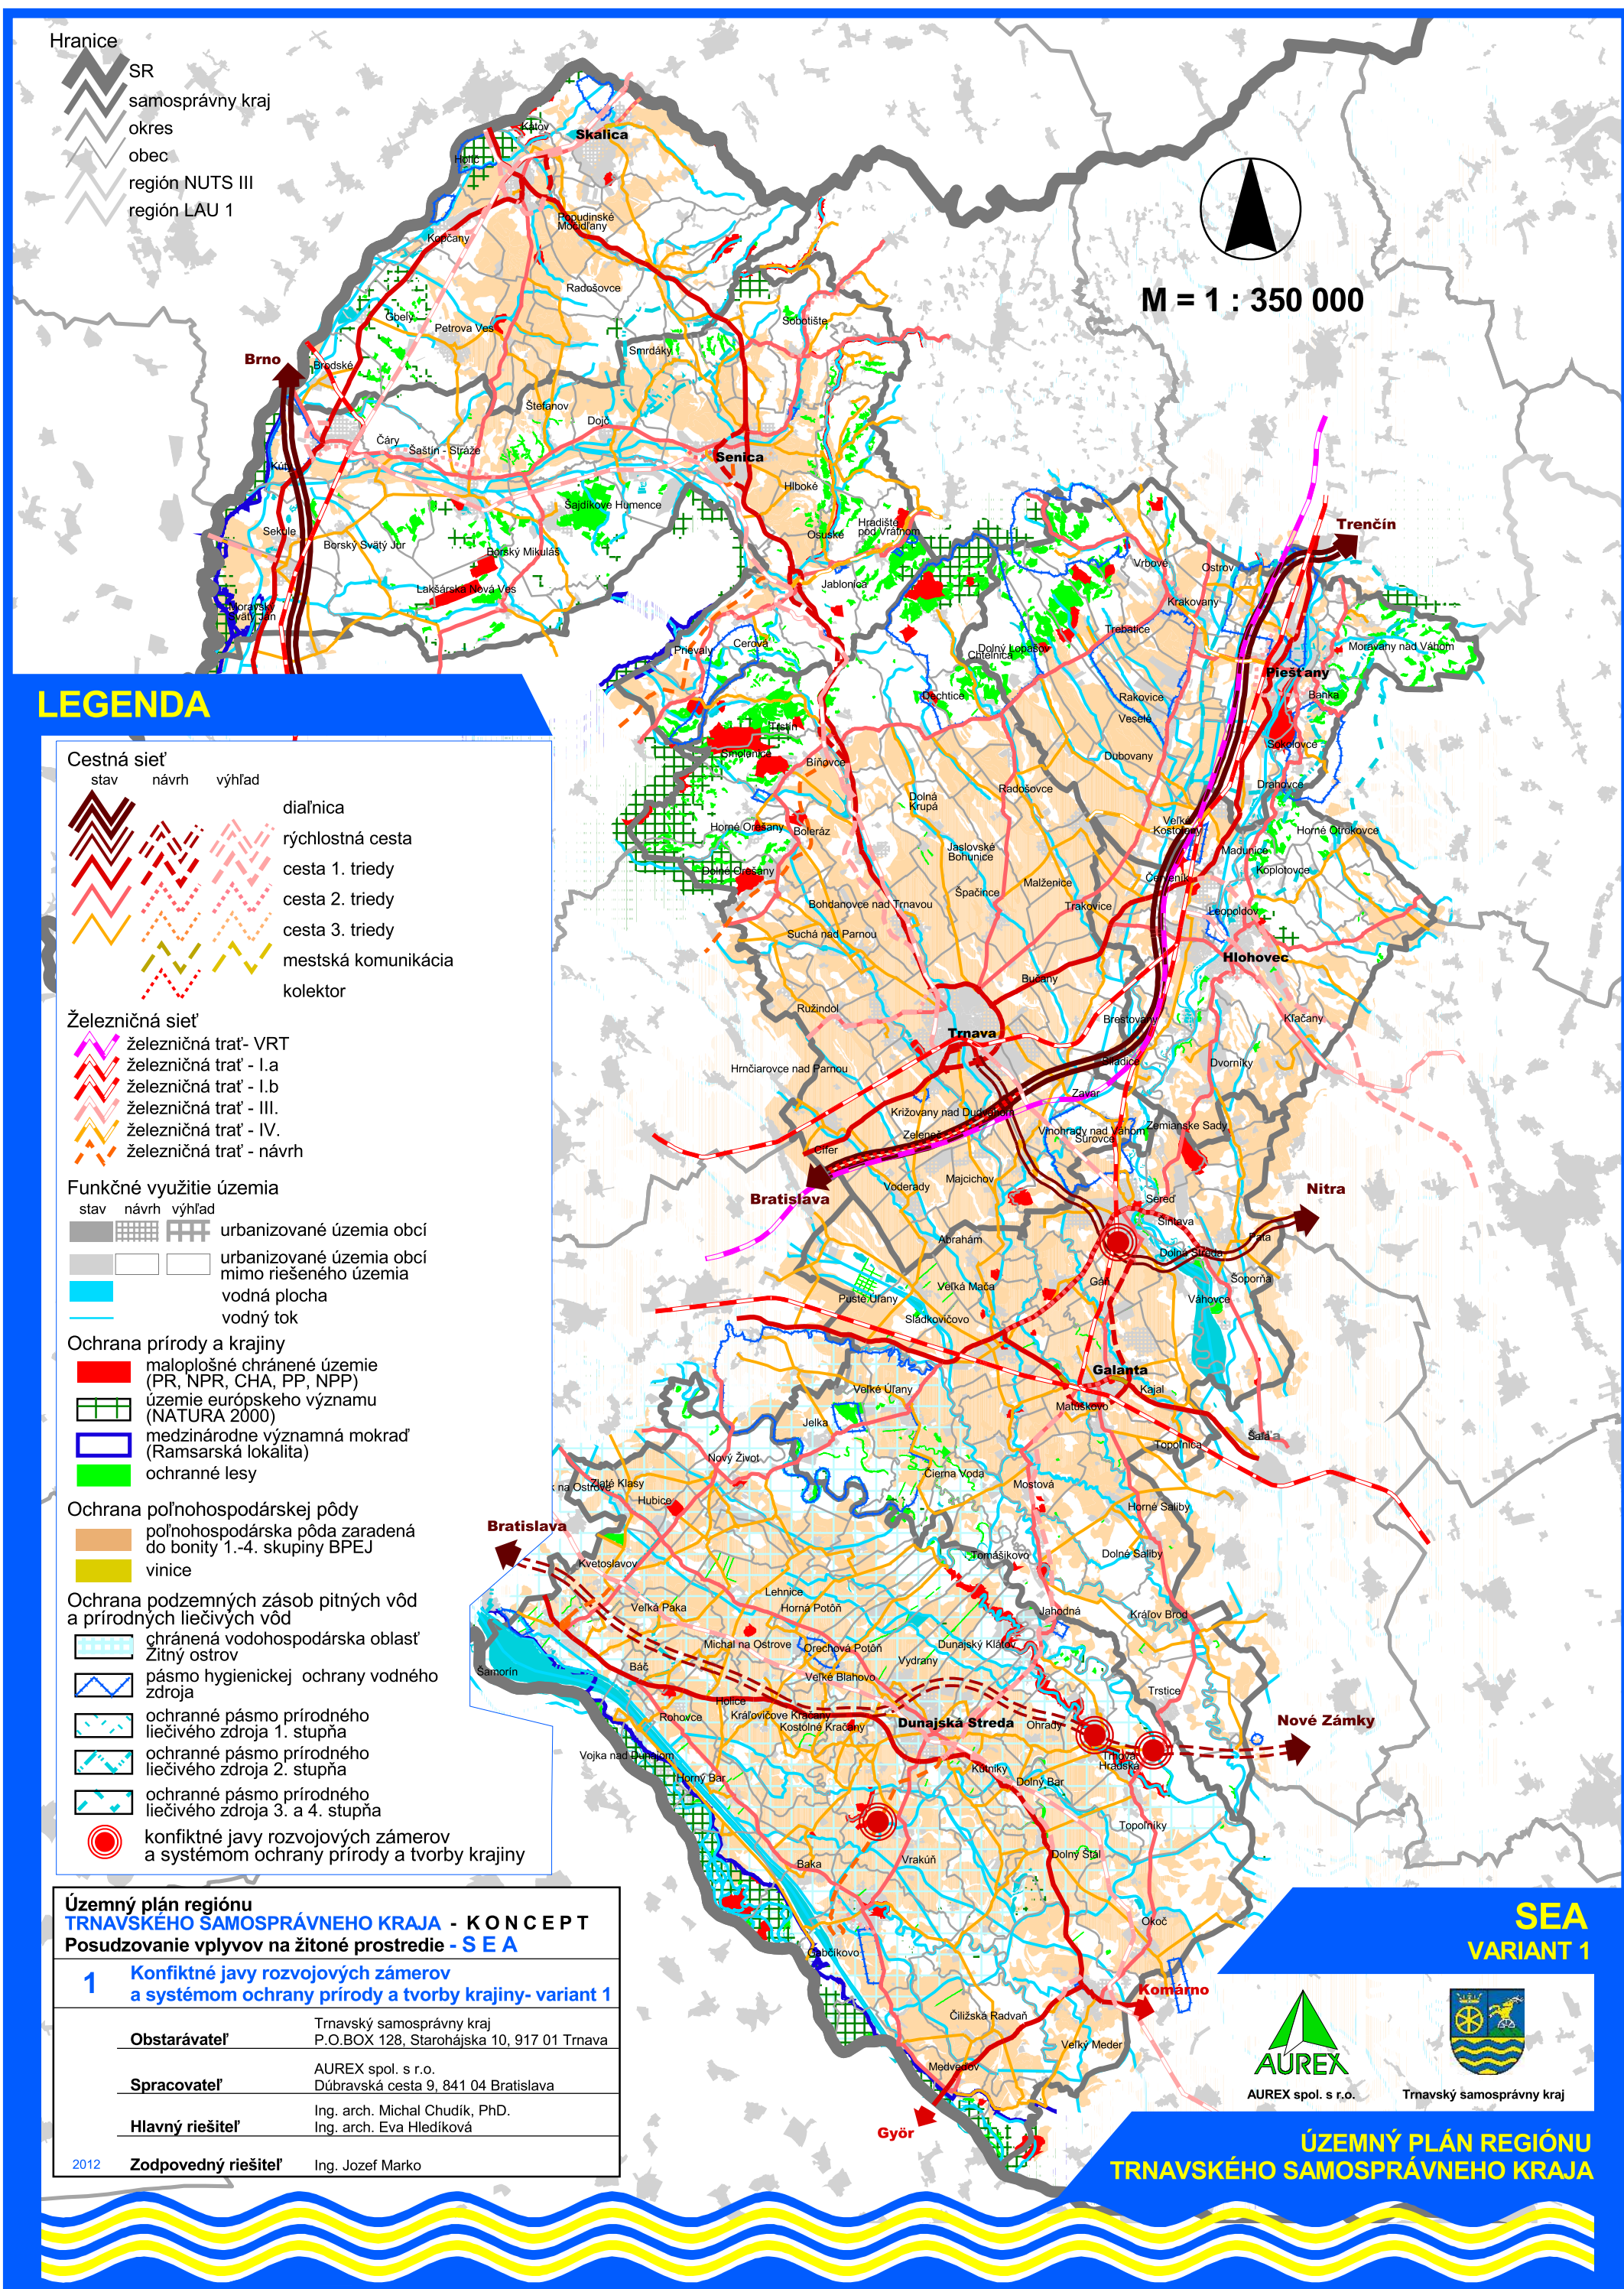 Hranice
SR
samosprávny kraj
okres
obec
región NUTS III
región LAU 1
M = 1 : 350 000
Katov
Skalica
Holíč
Popudinské
Močidľany
Kopčany
Radošovce
Gbely
Petrova Ves
Sobotište
Smrdáky
Brno
Brodské
Štefanov
Dojč
Čáry
Šaštín - Stráže
Senica
Kúty
Hlboké
Šajdíkove Humence
Hradište
pod Vrátnom
Sekule
Borský Svätý Jur
Borský Mikuláš
Osuské
Jablonica
Lakšárska Nová Ves
Moravský
Svätý Ján
Trenčín
Vrbové
Ostrov
Krakovany
Trebatice
Cerová
Prievaly
Dolný Lopašov
Chtelnica
Moravany nad Váhom
Piešťany
Dechtice
Rakovice
Banka
Veselé
Trstín
Smolenice
Bíňovce
Dubovany
Sokolovce
Drahovce
Radošovce
Dolná
Krupá
Horné Orešany
Boleráz
Veľké
Kostoľany
Horné Otrokovce
Madunice
Jaslovské
Bohunice
Koplotovce
Dolné Orešany
Špačince
Malženice
Červeník
Bohdanovce nad Trnavou
Trakovice
Leopoldov
Suchá nad Parnou
Hlohovec
Bučany
Ružindol
Trnava
Brestovany
Kľačany
Siladice
Dvorníky
Hrnčiarovce nad Parnou
Zavar
Križovany nad Dudváhom
Zeleneč
Vinohrady nad Váhom
Šúrovce
Zemianske Sady
Cífer
Voderady
Majcichov
Bratislava
Sereď
Nitra
Šintava
Pata
Abrahám
Dolná Streda
Šoporňa
Gáň
Veľká Mača
Váhovce
Pusté Úľany
Sládkovičovo
Galanta
Kajal
Veľké Úľany
Matúškovo
Jelka
Topoľnica
Šaľa
Nový Život
Čierna Voda
Zlaté Klasy
k na Ostrove
Hubice
Mostová
Horné Saliby
Bratislava
Kvetoslavov
Tomášikovo
Dolné Saliby
Lehnice
Veľká Paka
Horná Potôň
Jahodná
Kráľov Brod
Michal na Ostrove
Orechová Potôň
Dunajský Klátov
Vydrany
Báč
Veľké Blahovo
Šamorín
Trstice
Holice
Rohovce
Kráľovičove Kračany
Kostolné Kračany
Dunajská Streda
Ohrady
Nové Zámky
Vojka nad Dunajom
Trhová
Hradská
Kútniky
Horný Bar
Dolný Bar
Topoľníky
Dolný Štál
Baka
Vrakúň
Okoč
Gabčíkovo
Komárno
Čiližská Radvaň
Veľký Meder
Medveďov
Györ
LEGENDA
Cestná sieť
stav návrh výhľad
diaľnica
rýchlostná cesta
cesta 1. triedy
cesta 2. triedy
cesta 3. triedy
mestská komunikácia
kolektor
Železničná sieť
železničná trať- VRT
železničná trať - I.a
železničná trať - I.b
železničná trať - III.
železničná trať - IV.
železničná trať - návrh
Funkčné využitie územia
stav návrh výhľad
urbanizované územia obcí
urbanizované územia obcí
mimo riešeného územia
vodná plocha
vodný tok
Ochrana prírody a krajiny
maloplošné chránené územie
(PR, NPR, CHA, PP, NPP)
územie európskeho významu
(NATURA 2000)
medzinárodne významná mokraď
(Ramsarská lokalita)
ochranné lesy
Ochrana poľnohospodárskej pôdy
poľnohospodárska pôda zaradená
do bonity 1.-4. skupiny BPEJ
vinice
Ochrana podzemných zásob pitných vôd
a prírodných liečivých vôd
chránená vodohospodárska oblasť
Žitný ostrov
pásmo hygienickej ochrany vodného
zdroja
ochranné pásmo prírodného
liečivého zdroja 1. stupňa
ochranné pásmo prírodného
liečivého zdroja 2. stupňa
ochranné pásmo prírodného
liečivého zdroja 3. a 4. stupňa
konfiktné javy rozvojových zámerov
a systémom ochrany prírody a tvorby krajiny
Územný plán regiónu
TRNAVSKÉHO SAMOSPRÁVNEHO KRAJA - K O N C E P T
Posudzovanie vplyvov na žitoné prostredie - S E A
1 Konfiktné javy rozvojových zámerov
a systémom ochrany prírody a tvorby krajiny- variant 1
Obstarávateľ Trnavský samosprávny kraj
P.O.BOX 128, Starohájska 10, 917 01 Trnava
Spracovateľ AUREX spol. s r.o.
Dúbravská cesta 9, 841 04 Bratislava
Hlavný riešiteľ Ing. arch. Michal Chudík, PhD.
Ing. arch. Eva Hledíková
2012 Zodpovedný riešiteľ Ing. Jozef Marko
SEA
VARIANT 1
AUREX
AUREX spol. s r.o.
Trnavský samosprávny kraj
ÚZEMNÝ PLÁN REGIÓNU
TRNAVSKÉHO SAMOSPRÁVNEHO KRAJA